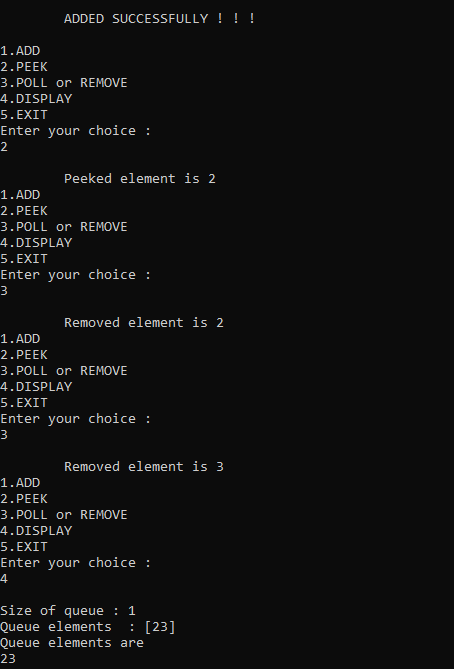 ADDED SUCCESSFULLY ! ! !
1.ADD
2.PEEK
3.POLL or REMOVE
4.DISPLAY
5.EXIT
Enter your choice :
2
Peeked element is 2
1.ADD
2.PEEK
3.POLL or REMOVE
4.DISPLAY
5.EXIT
Enter your choice :
3
Removed element is 2
1.ADD
2.PEEK
3.POLL or REMOVE
4.DISPLAY
5.EXIT
Enter your choice :
3
Removed element is 3
1.ADD
2.PEEK
3.POLL or REMOVE
4.DISPLAY
5.EXIT
Enter your choice :
4
Size of queue : 1
Queue elements  : [23]
Queue elements are
23